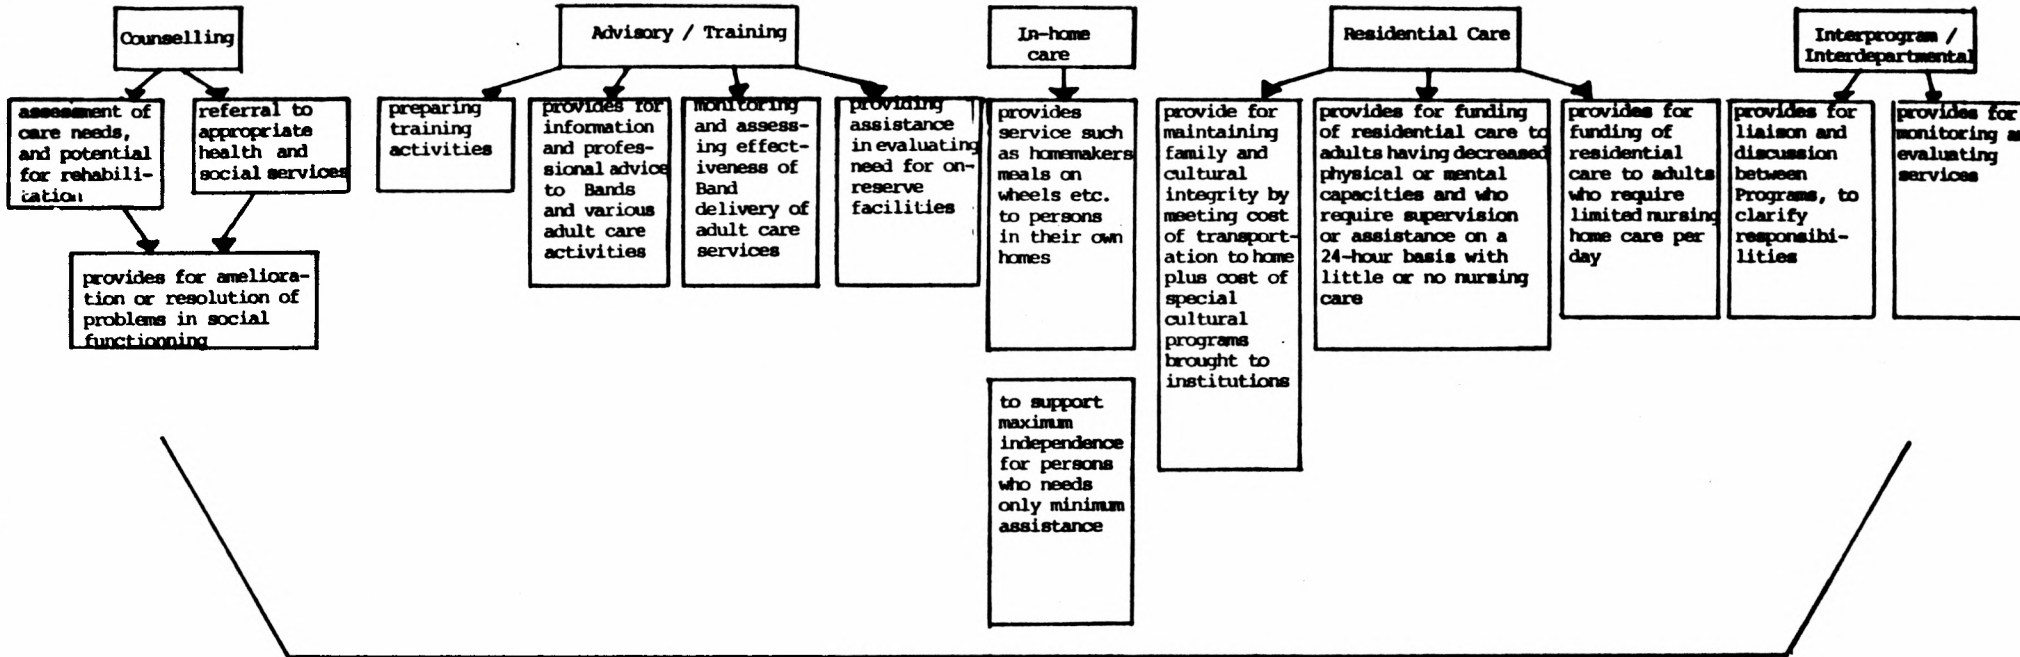 Counselling
assessment of
care needs,
and potential
for rehabili-
tation
referral to
appropriate
health and
social services
provides for ameliora-
tion or resolution of
problems in social
functionning
Advisory / Training
preparing
training
activities
provides for
information
and profes-
sional advice
to Bands
and various
adult care
activities
monitoring
and assess-
ing effect-
iveness of
Band
delivery of
adult care
services
providing
assistance
in evaluating
need for on-
reserve
facilities
In-home
care
provides
service such
as homemakers
meals on
wheels etc.
to persons
in their own
homes
to support
maximum
independence
for persons
who needs
only minimum
assistance
Residential Care
provide for
maintaining
family and
cultural
integrity by
meeting cost
of transport-
ation to home
plus cost of
special
cultural
programs
brought to
institutions
provides for funding
of residential care to
adults having decreased
physical or mental
capacities and who
require supervision
or assistance on a
24-hour basis with
little or no nursing
care
provides for
funding of
residential
care to adults
who require
limited nursing
home care per
day
Interprogram /
Interdepartmental
provides for
liaison and
discussion
between
Programs, to
clarify
responsibi-
lities
provides for
monitoring
evaluating
services